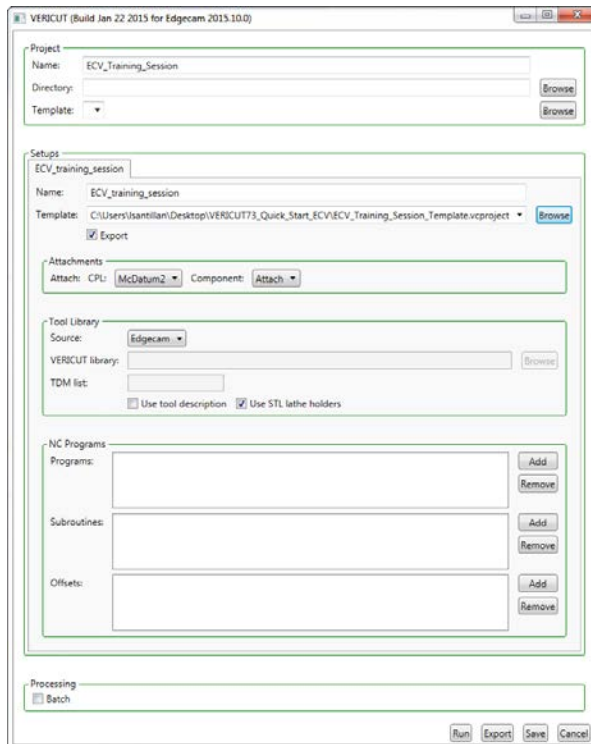 VERICUT (Build Jan 22 2015 for Edgecam 2015.10.0)
Project
Name: ECV_Training_Session
Directory: Browse
Template: Browse
Setups
ECV_training_session
Name: ECV_training_session
Template: C:\Users\lsantillan\Desktop\VERICUT73_Quick_Start_ECV\ECV_Training_Session_Template.vcproject Browse
Export
Attachments
Attach: CPL: McDatum2 Component: Attach
Tool Library
Source: Edgecam
VERICUT library: Browse
TDM list:
Use tool description Use STL lathe holders
NC Programs
Programs: Add
Remove
Subroutines: Add
Remove
Offsets: Add
Remove
Processing
Batch
Run Export Save Cancel